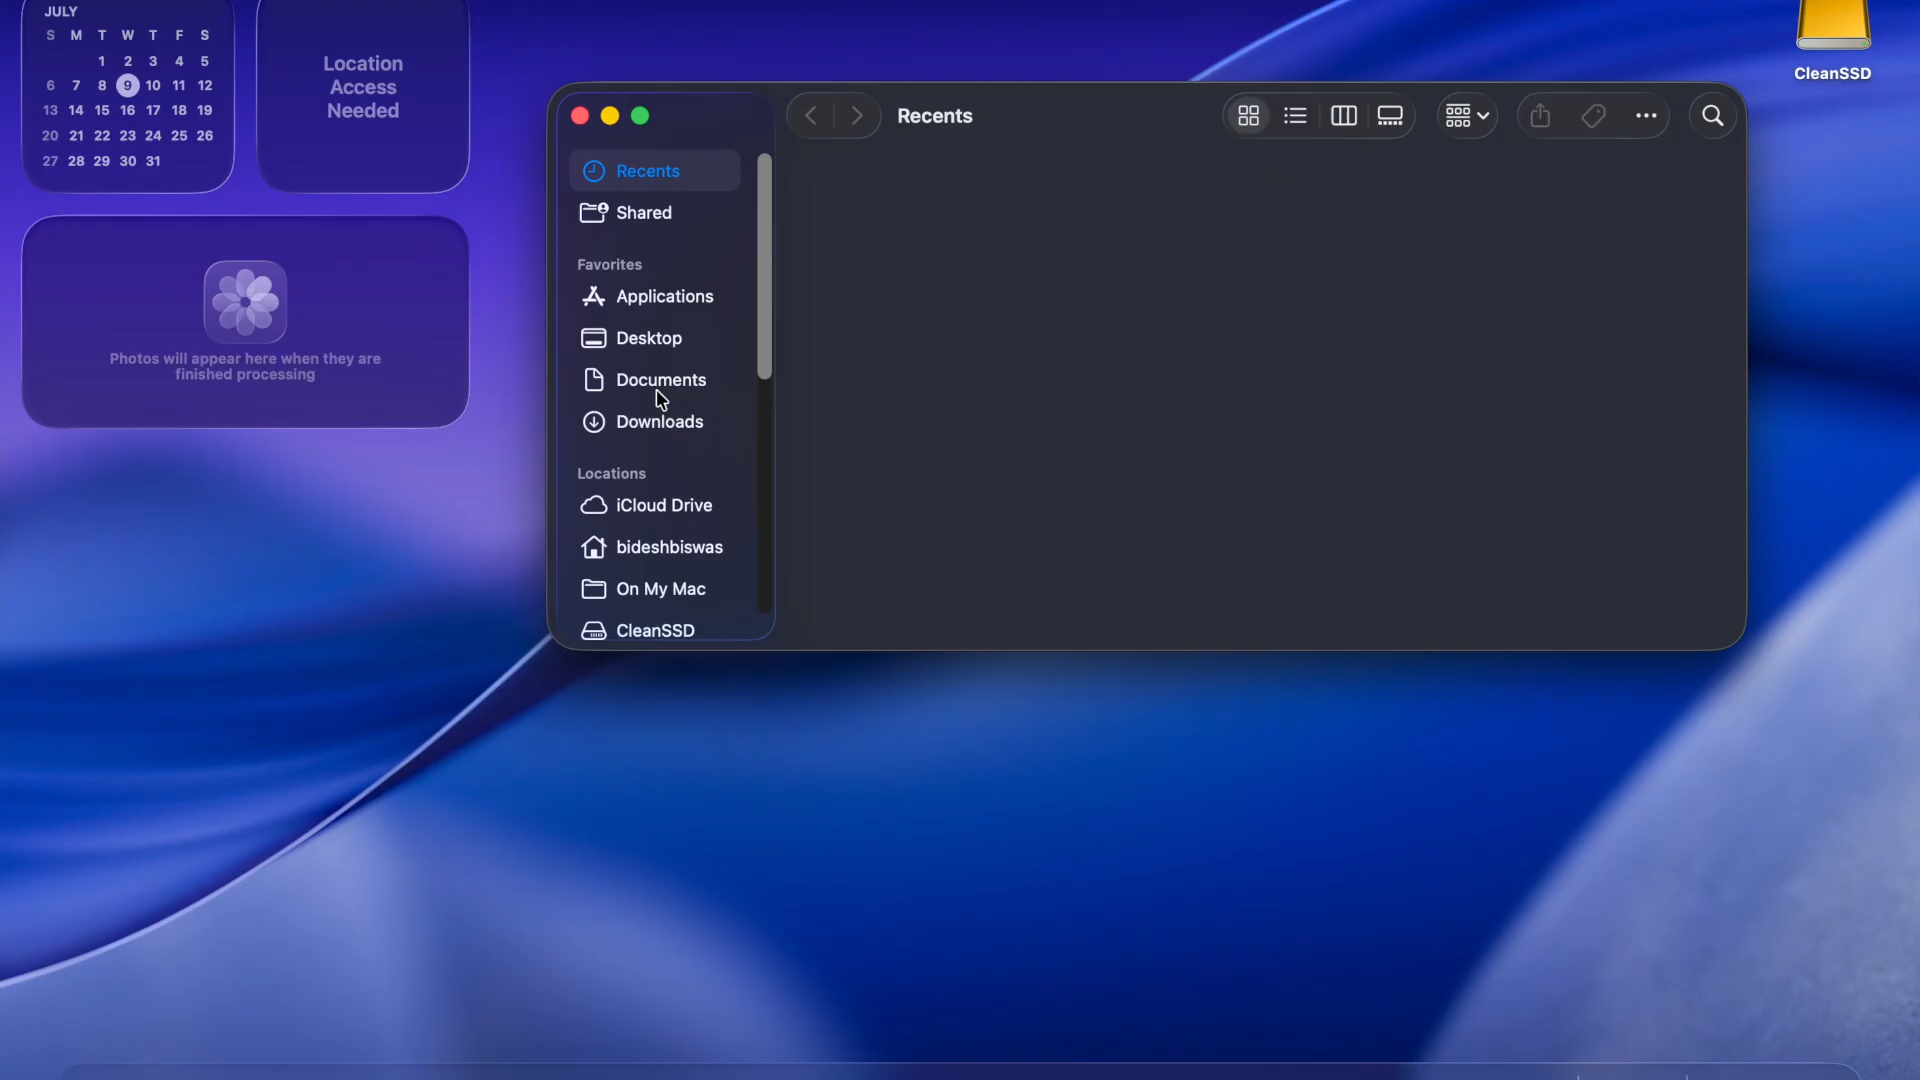 JULY
S M T W T F S
1 2 3 4 5
6 7 8 9 10 11 12
13 14 15 16 17 18 19
20 21 22 23 24 25 26
27 28 29 30 31
Location
Access
Needed
Photos will appear here when they are
finished processing
CleanSSD
Recents
Recents
Shared
Favorites
Applications
Desktop
Documents
Downloads
Locations
iCloud Drive
bideshbiswas
On My Mac
CleanSSD